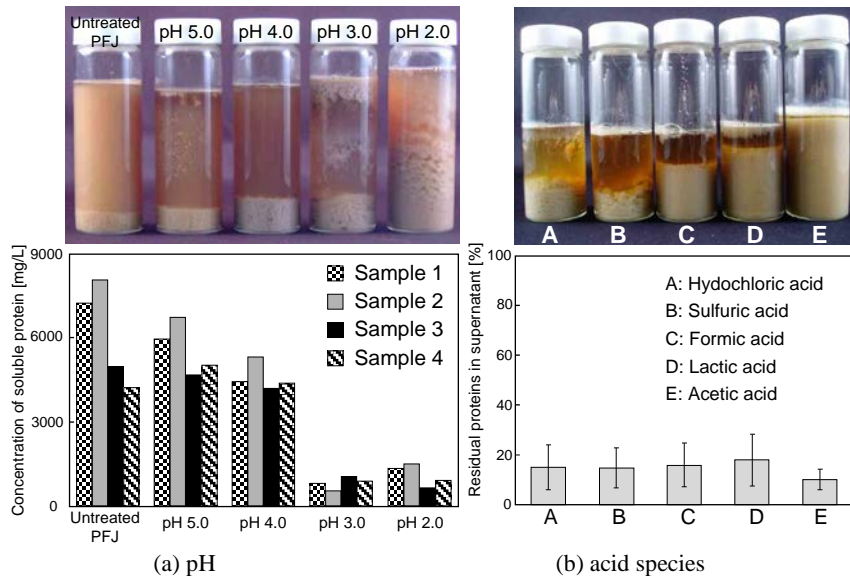 Untreated
PFJ
pH 5.0
pH 4.0
pH 3.0
pH 2.0
A
B
C
D
E
Concentration of soluble protein [mg/L]
9000
6000
3000
0
Sample 1
Sample 2
Sample 3
Sample 4
Untreated
PFJ
pH 5.0
pH 4.0
pH 3.0
pH 2.0
(a) pH
Residual proteins in supernatant [%]
100
80
60
40
20
0
A: Hydochloric acid
B: Sulfuric acid
C: Formic acid
D: Lactic acid
E: Acetic acid
A
B
C
D
E
(b) acid species